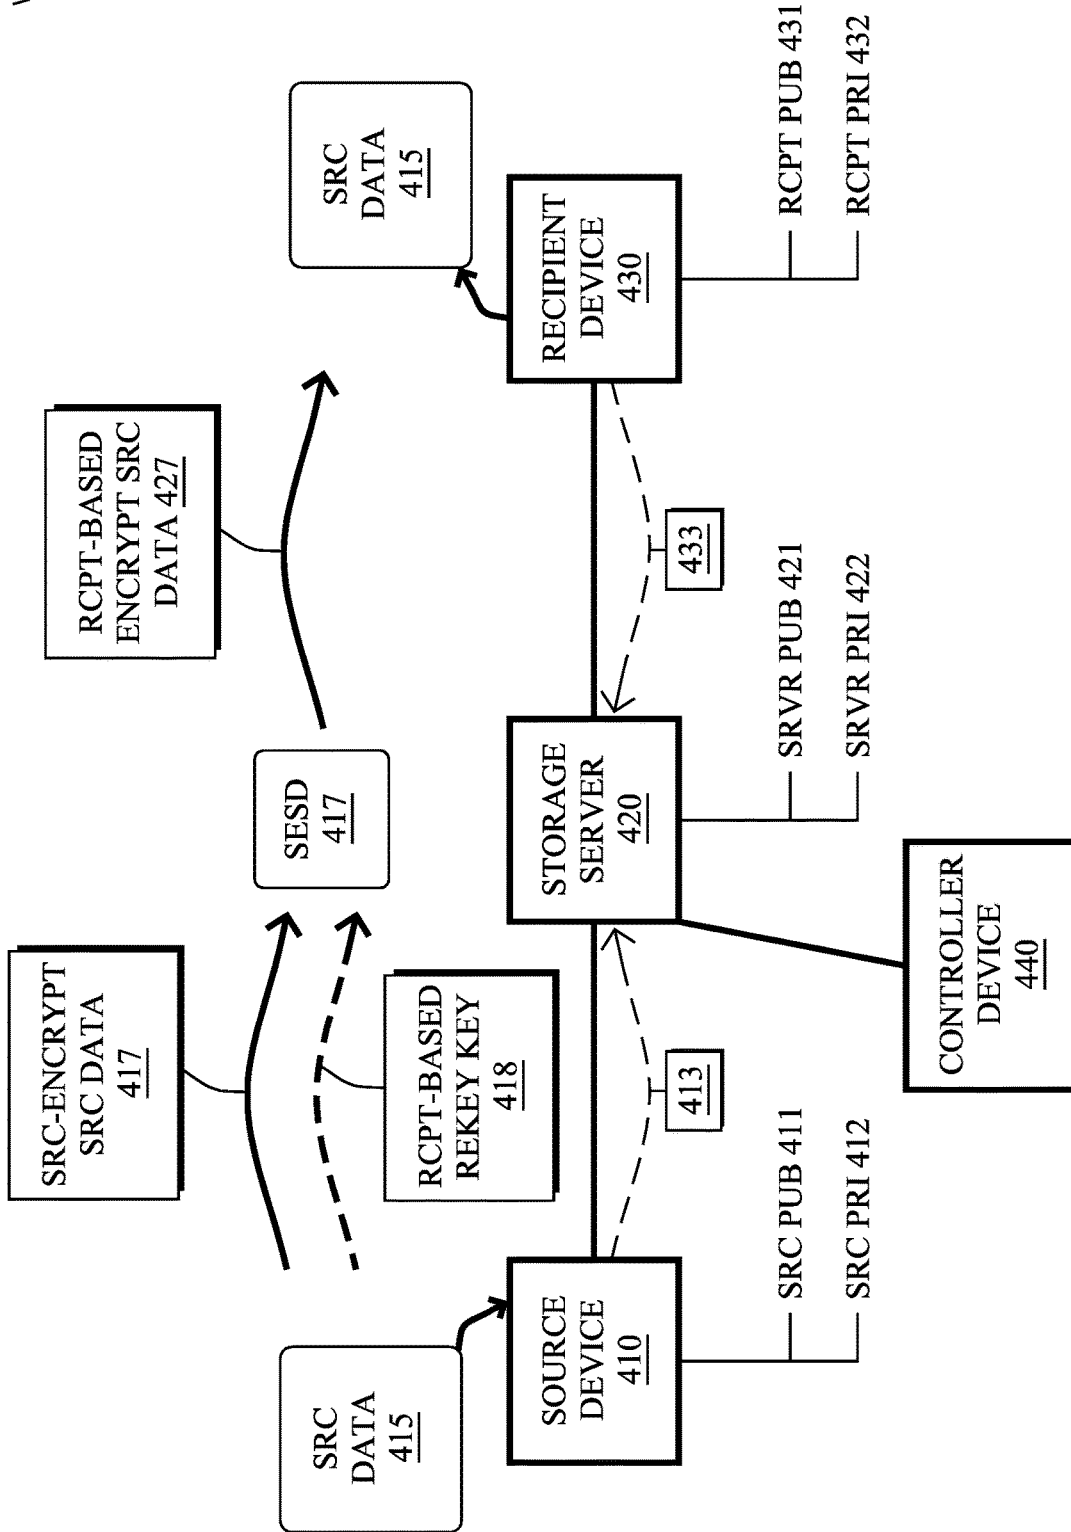 SRC-ENCRYPT
SRC DATA
417
RCPT-BASED
ENCRYPT SRC
DATA 427
SRC
DATA
415
RCPT-BASED
REKEY KEY
418
SESD
417
SRC
DATA
415
SOURCE
DEVICE
410
STORAGE
SERVER
420
RECIPIENT
DEVICE
430
413
433
SRC PUB 411
SRC PRI 412
SRVR PUB 421
SRVR PRI 422
RCPT PUB 431
RCPT PRI 432
CONTROLLER
DEVICE
440